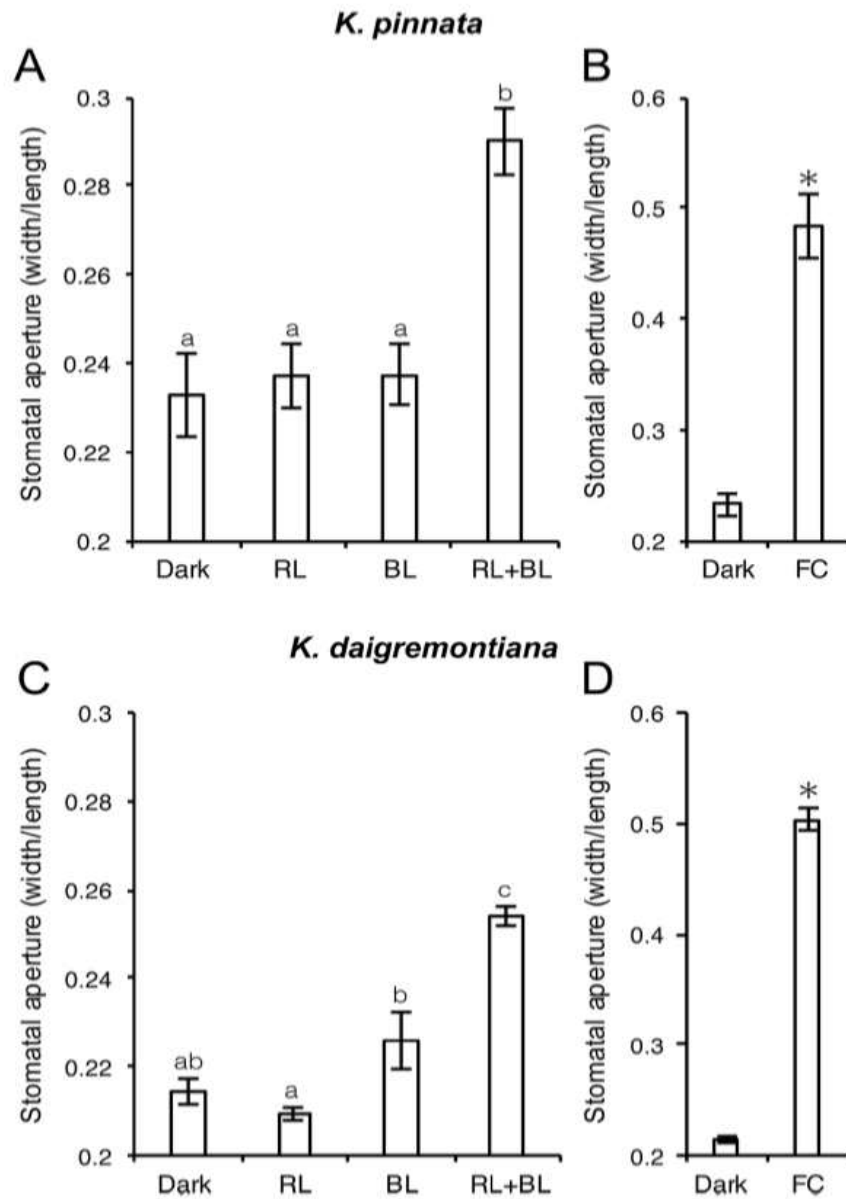 K. pinnata
A
B
Stomatal aperture (width/length)
0.3
0.28
0.26
0.24
0.22
0.2
a
a
a
b
Dark
RL
BL
RL+BL
Stomatal aperture (width/length)
0.6
0.5
0.4
0.3
0.2
*
Dark
FC
K. daigremontiana
C
D
Stomatal aperture (width/length)
0.3
0.28
0.26
0.24
0.22
0.2
ab
a
b
c
Dark
RL
BL
RL+BL
Stomatal aperture (width/length)
0.6
0.5
0.4
0.3
0.2
*
Dark
FC